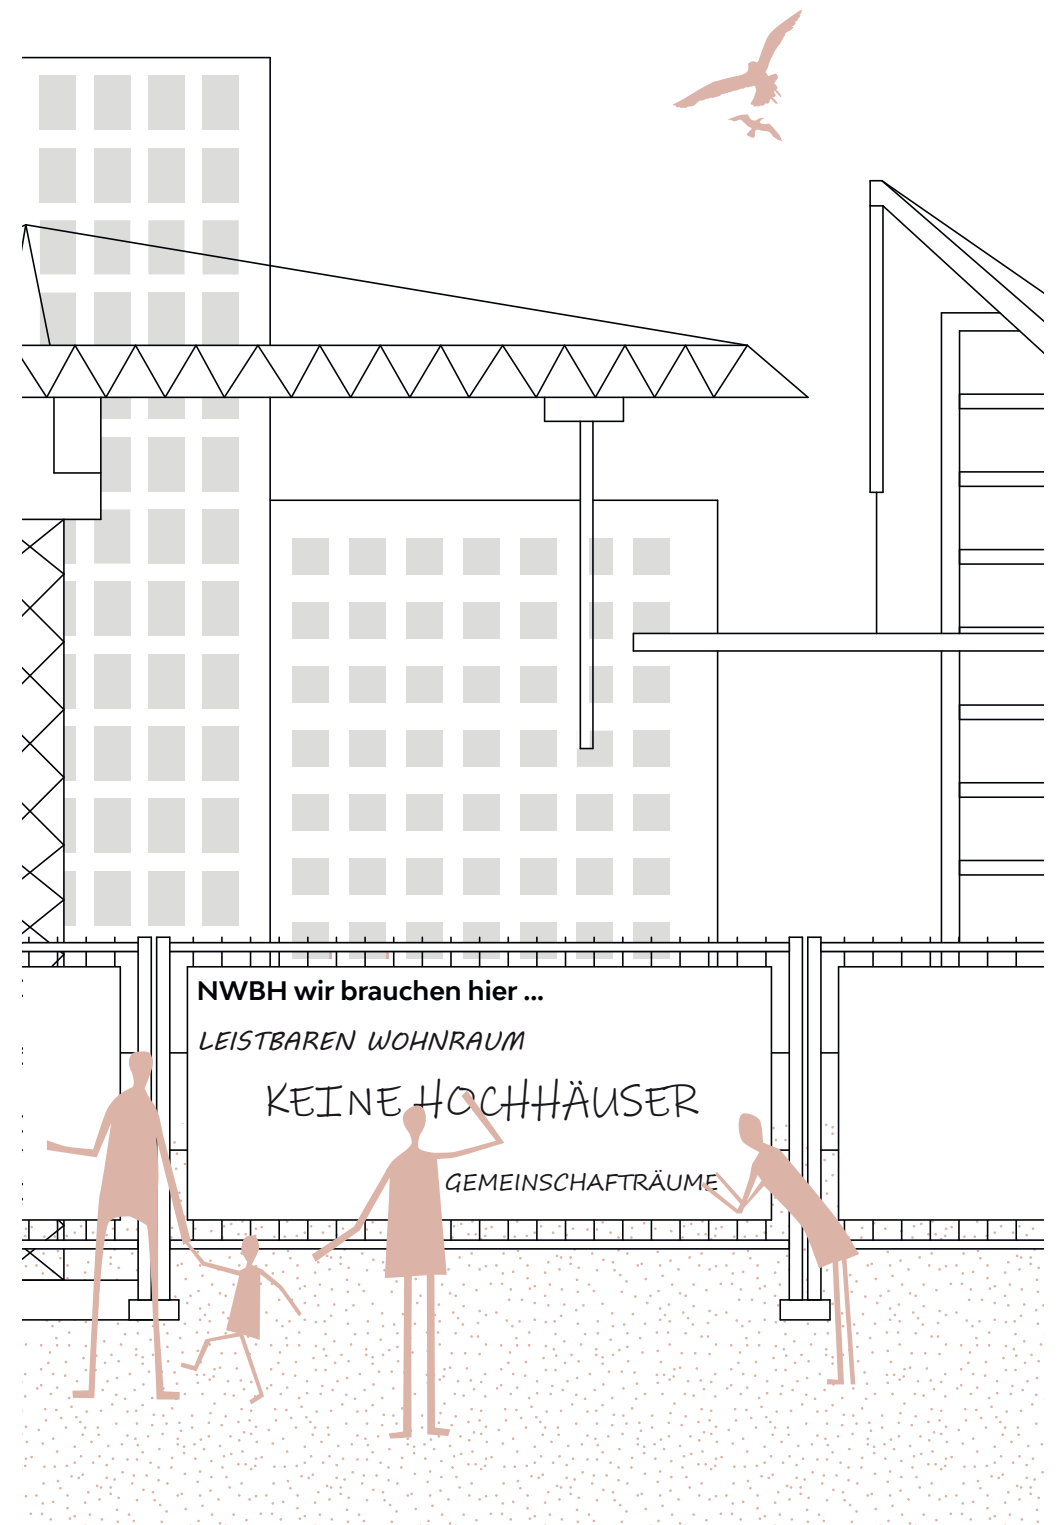 NWBH wir brauchen hier ...
LEISTBAREN WOHNRAUM
KEINE HOCHHÄUSER
GEMEINSCHAFTRÄUME